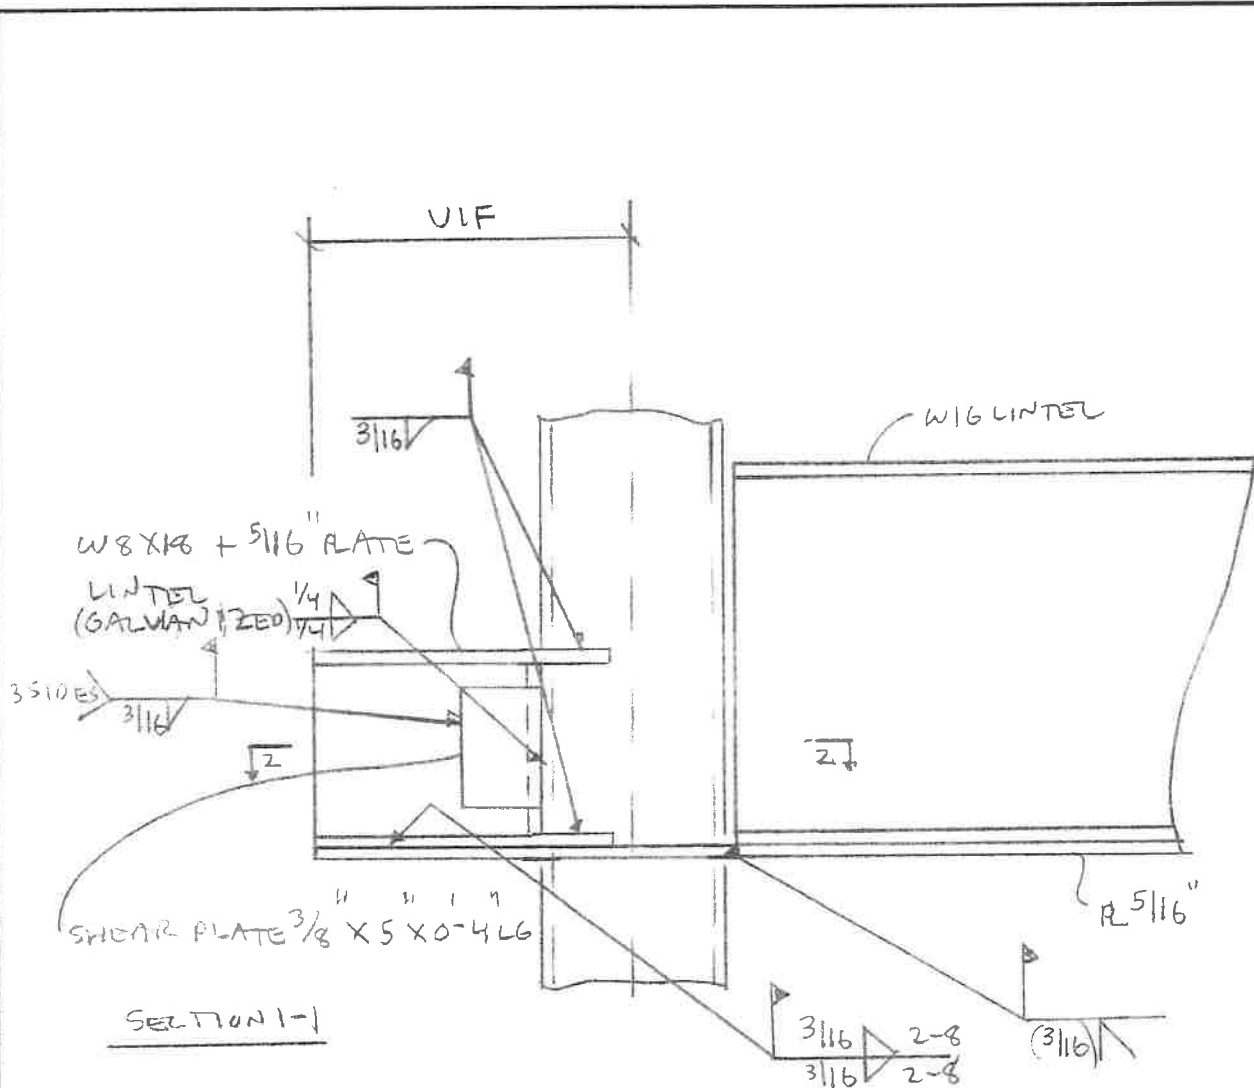 VIF
3/16
W16 LINTEL
W8X18 + 5/16" PLATE
LINTEL
(GALVANIZED)
1/4
1/4
3 SIDES
3/16
2
2
PL 5/16"
SHEAR PLATE 3/8" X 5" X 0'-4" LG
SECTION 1-1
3/16 2-8
3/16 2-8
(3/16)